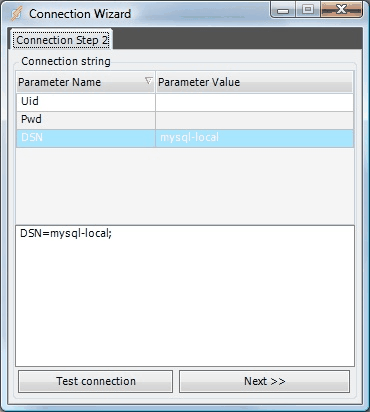 Connection Wizard
Connection Step 2
Connection string
Parameter Name Parameter Value
Uid
Pwd
DSN mysql-local
DSN=mysql-local;
Test connection Next >>